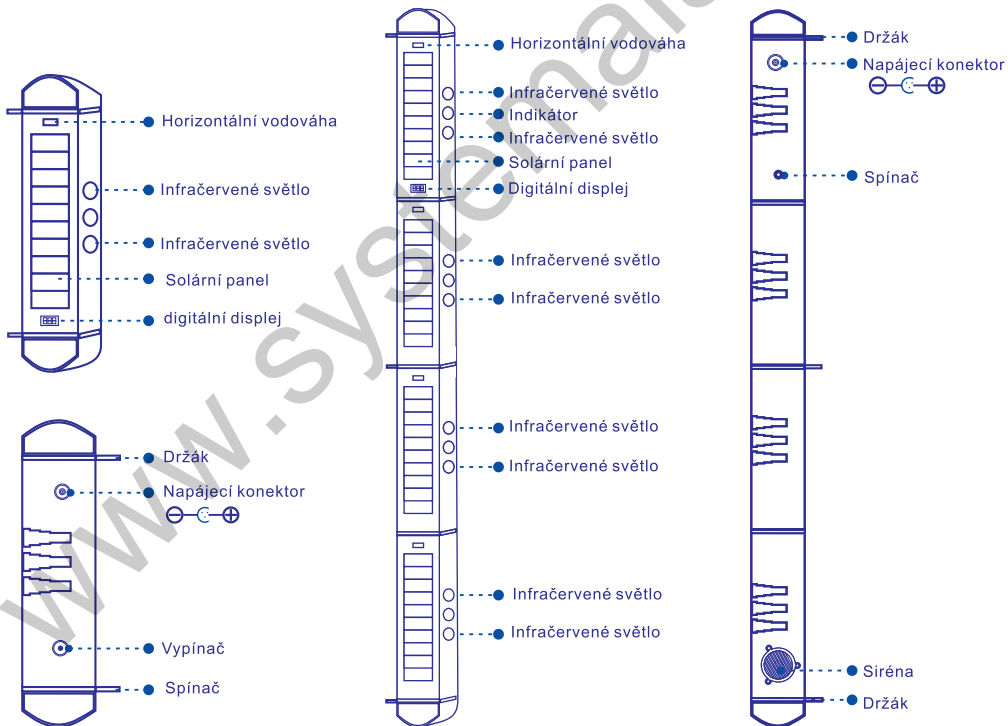 Horizontální vodováha
Infračervené světlo
Infračervené světlo
Solární panel
digitální displej
Držák
Napájecí konektor
Vypínač
Spínač
Horizontální vodováha
Infračervené světlo
Indikátor
Infračervené světlo
Solární panel
Digitální displej
Infračervené světlo
Infračervené světlo
Infračervené světlo
Infračervené světlo
Infračervené světlo
Infračervené světlo
Držák
Napájecí konektor
Spínač
Siréna
Držák
www.systemal